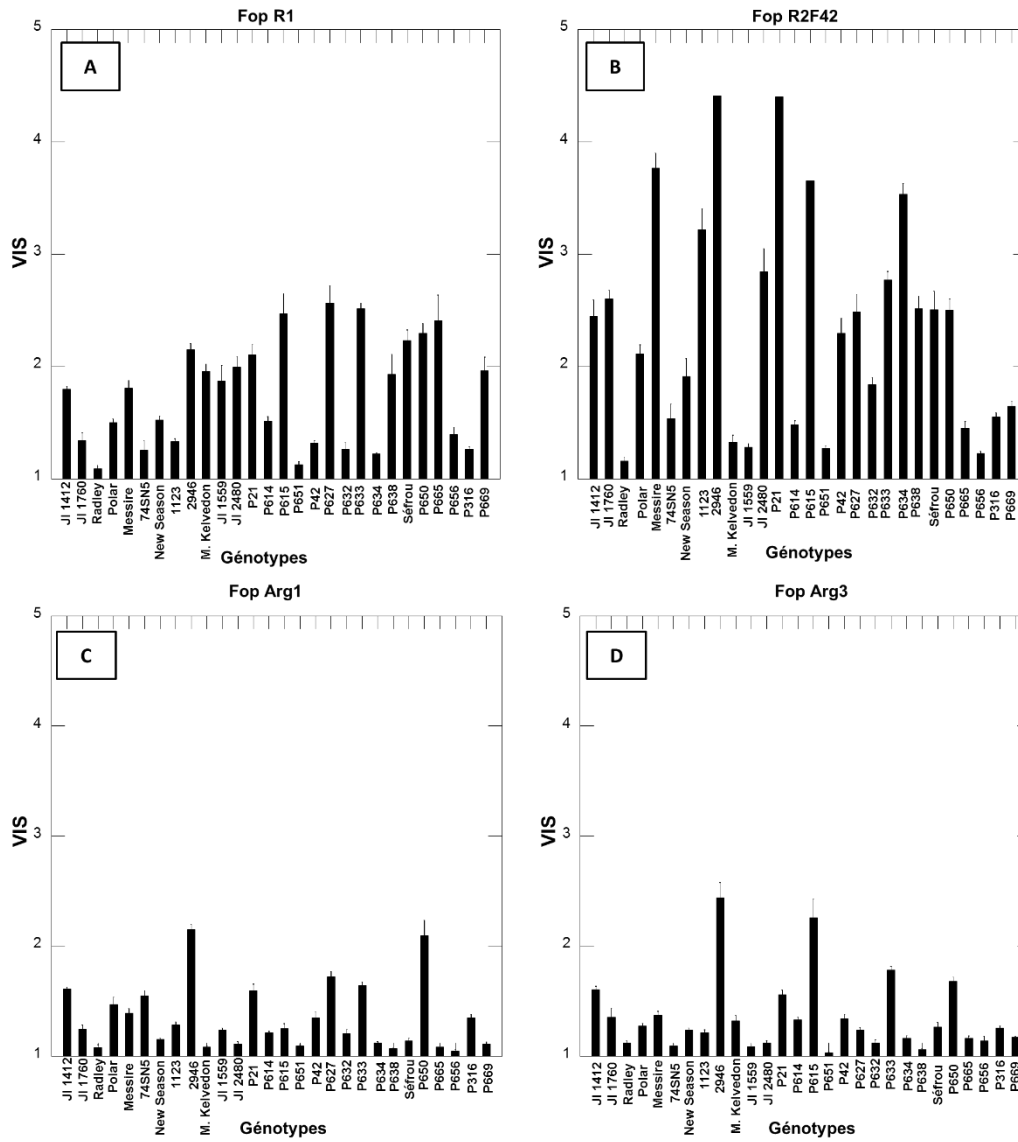 Fop R1
A
5
4
3
2
1
VIS
JI 1412
JI 1760
Radley
Polar
Messire
74SN5
New Season
1123
2946
M. Kelvedon
JI 1559
JI 2480
P21
P614
P615
P651
P42
P627
P632
P633
P634
P638
Séfrou
P650
P665
P656
P316
P669
Génotypes
Fop R2F42
B
5
4
3
2
1
VIS
JI 1412
JI 1760
Radley
Polar
Messire
74SN5
New Season
1123
2946
M. Kelvedon
JI 1559
JI 2480
P21
P614
P615
P651
P42
P627
P632
P633
P634
P638
Séfrou
P650
P665
P656
P316
P669
Génotypes
Fop Arg1
C
5
4
3
2
1
VIS
JI 1412
JI 1760
Radley
Polar
Messire
74SN5
New Season
1123
2946
M. Kelvedon
JI 1559
JI 2480
P21
P614
P615
P651
P42
P627
P632
P633
P634
P638
Séfrou
P650
P665
P656
P316
P669
Génotypes
Fop Arg3
D
5
4
3
2
1
VIS
JI 1412
JI 1760
Radley
Polar
Messire
74SN5
New Season
1123
2946
M. Kelvedon
JI 1559
JI 2480
P21
P614
P615
P651
P42
P627
P632
P633
P634
P638
Séfrou
P650
P665
P656
P316
P669
Génotypes